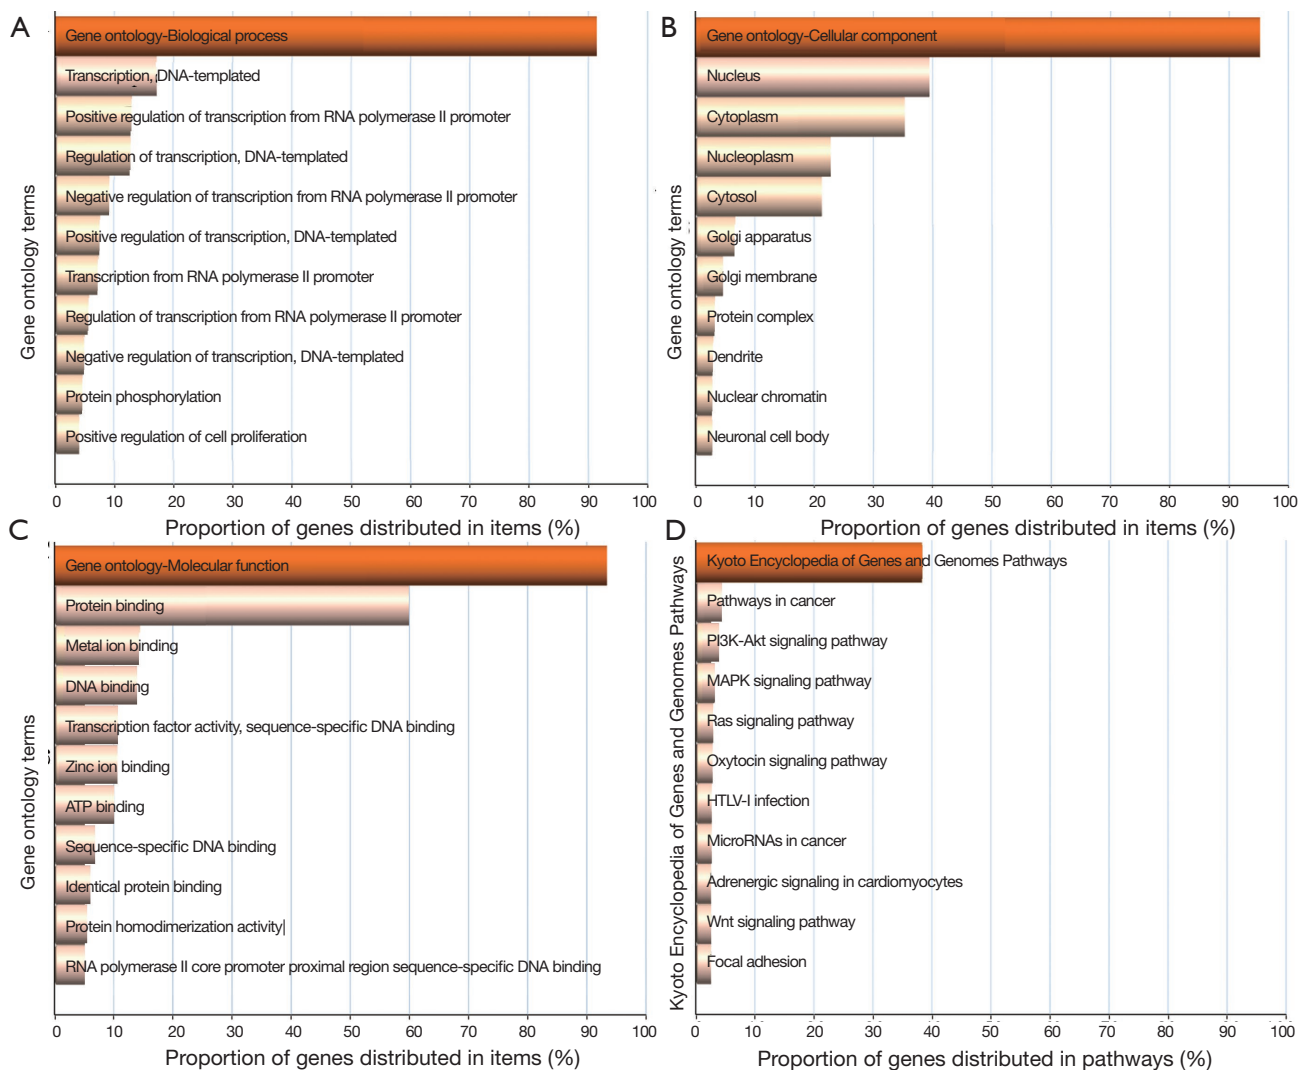 A
Gene ontology-Biological process
Transcription, DNA-templated
Positive regulation of transcription from RNA polymerase II promoter
Regulation of transcription, DNA-templated
Negative regulation of transcription from RNA polymerase II promoter
Positive regulation of transcription, DNA-templated
Transcription from RNA polymerase II promoter
Regulation of transcription from RNA polymerase II promoter
Negative regulation of transcription, DNA-templated
Protein phosphorylation
Positive regulation of cell proliferation
Gene ontology terms
0 10 20 30 40 50 60 70 80 90 100
Proportion of genes distributed in items (%)
B
Gene ontology-Cellular component
Nucleus
Cytoplasm
Nucleoplasm
Cytosol
Golgi apparatus
Golgi membrane
Protein complex
Dendrite
Nuclear chromatin
Neuronal cell body
Gene ontology terms
0 10 20 30 40 50 60 70 80 90 100
Proportion of genes distributed in items (%)
C
Gene ontology-Molecular function
Protein binding
Metal ion binding
DNA binding
Transcription factor activity, sequence-specific DNA binding
Zinc ion binding
ATP binding
Sequence-specific DNA binding
Identical protein binding
Protein homodimerization activity|
RNA polymerase II core promoter proximal region sequence-specific DNA binding
Gene ontology terms
0 10 20 30 40 50 60 70 80 90 100
Proportion of genes distributed in items (%)
D
Kyoto Encyclopedia of Genes and Genomes Pathways
Pathways in cancer
PI3K-Akt signaling pathway
MAPK signaling pathway
Ras signaling pathway
Oxytocin signaling pathway
HTLV-I infection
MicroRNAs in cancer
Adrenergic signaling in cardiomyocytes
Wnt signaling pathway
Focal adhesion
Kyoto Encyclopedia of Genes and Genomes Pathways
0 10 20 30 40 50 60 70 80 90 100
Proportion of genes distributed in pathways (%)